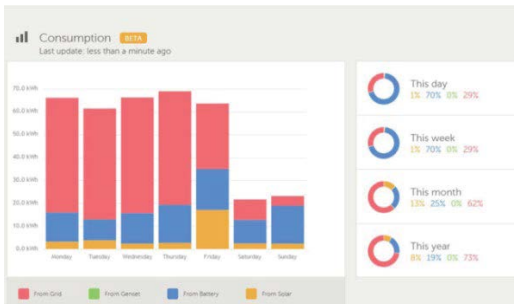 Consumption BETA
Last update: less than a minute ago
70.0 kWh
60.0 kWh
50.0 kWh
40.0 kWh
30.0 kWh
20.0 kWh
10.0 kWh
0.0 kWh
Monday Tuesday Wednesday Thursday Friday Saturday Sunday
From Grid From Genset From Battery From Solar
This day
1% 70% 0% 29%
This week
1% 70% 0% 29%
This month
13% 25% 0% 62%
This year
8% 19% 0% 73%